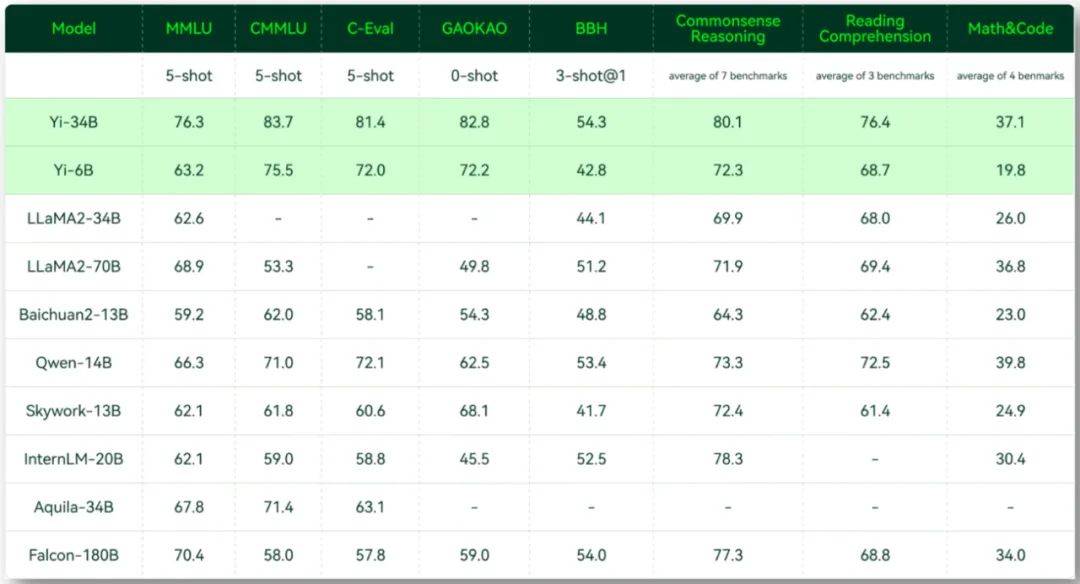 Model MMLU CMMLU C-Eval GAOKAO BBH Commonsense Reasoning Reading Comprehension Math&Code
5-shot 5-shot 5-shot 0-shot 3-shot@1 average of 7 benchmarks average of 3 benchmarks average of 4 benmarks
Yi-34B 76.3 83.7 81.4 82.8 54.3 80.1 76.4 37.1
Yi-6B 63.2 75.5 72.0 72.2 42.8 72.3 68.7 19.8
LLaMA2-34B 62.6 - - - 44.1 69.9 68.0 26.0
LLaMA2-70B 68.9 53.3 - 49.8 51.2 71.9 69.4 36.8
Baichuan2-13B 59.2 62.0 58.1 54.3 48.8 64.3 62.4 23.0
Qwen-14B 66.3 71.0 72.1 62.5 53.4 73.3 72.5 39.8
Skywork-13B 62.1 61.8 60.6 68.1 41.7 72.4 61.4 24.9
InternLM-20B 62.1 59.0 58.8 45.5 52.5 78.3 - 30.4
Aquila-34B 67.8 71.4 63.1 - - - - -
Falcon-180B 70.4 58.0 57.8 59.0 54.0 77.3 68.8 34.0